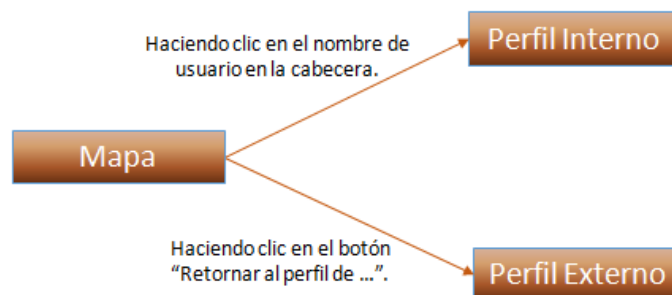 Haciendo clic en el nombre de
usuario en la cabecera.
Perfil Interno
Mapa
Haciendo clic en el botón
“Retornar al perfil de ...”.
Perfil Externo